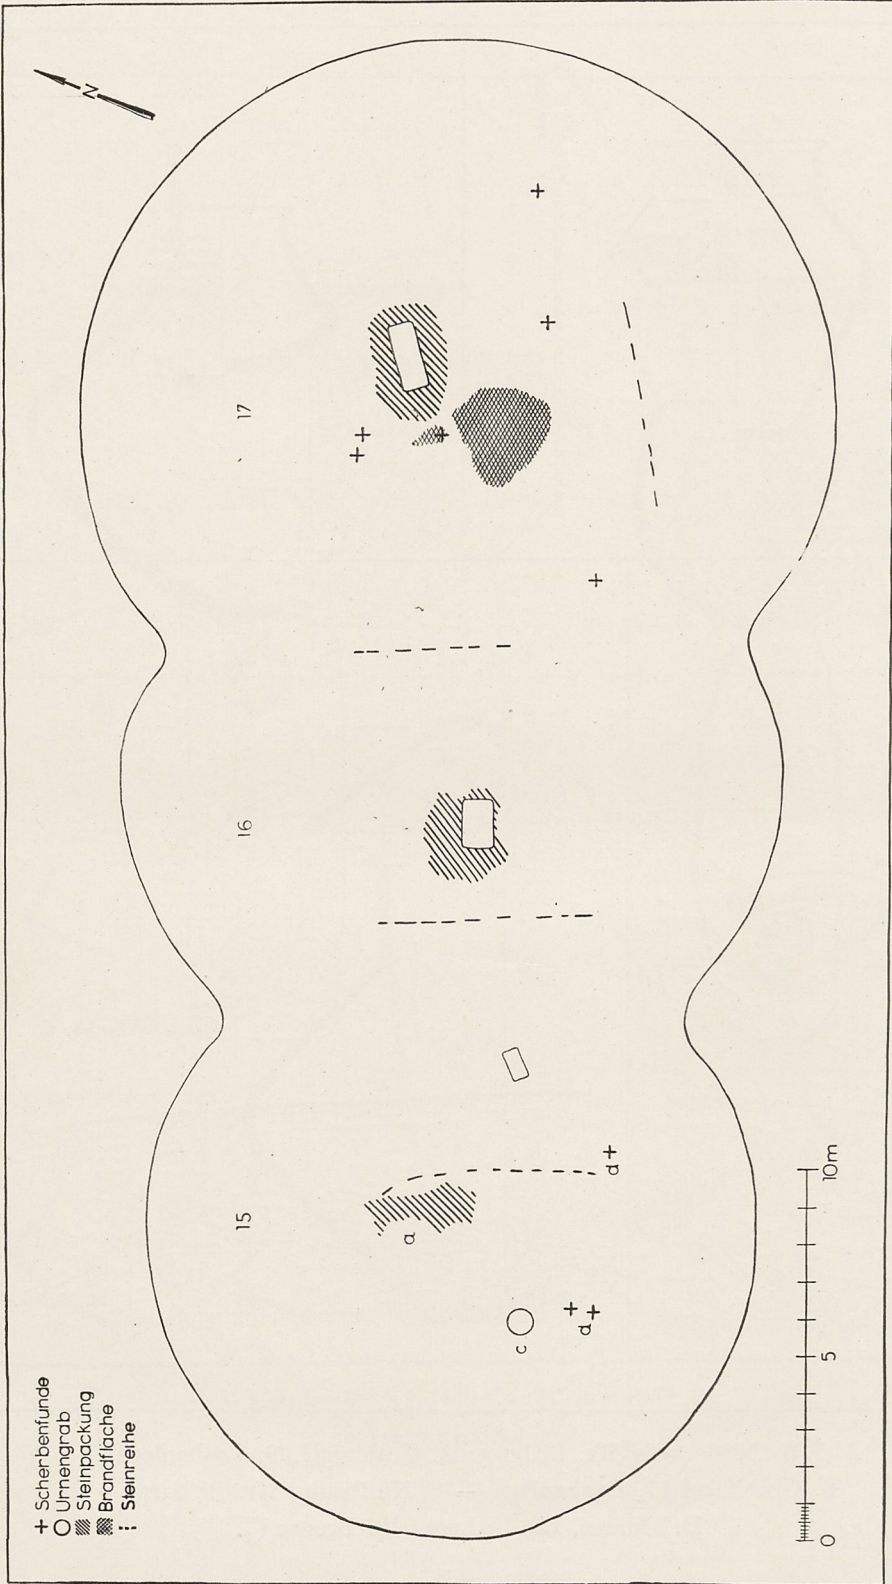 N
17
16
15
a
d
c
d
+ Scherbenfunde
Urnengrab
Steinpackung
Brandfläche
Steinreihe
0 5 10m